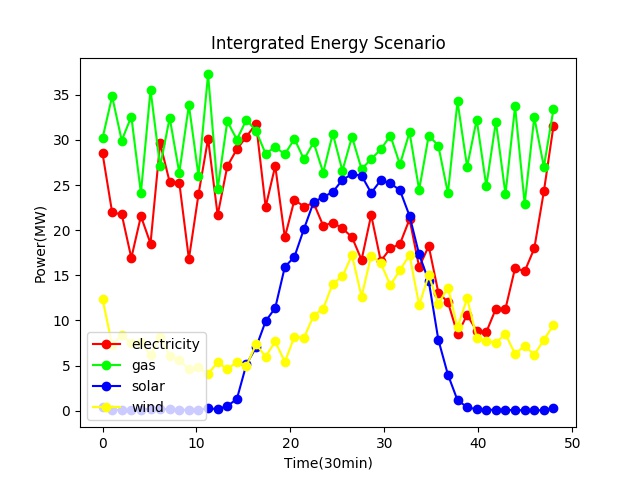 Intergrated Energy Scenario
Power(MW)
35
30
25
20
15
10
5
0
electricity
gas
solar
wind
0 10 20 30 40 50
Time(30min)